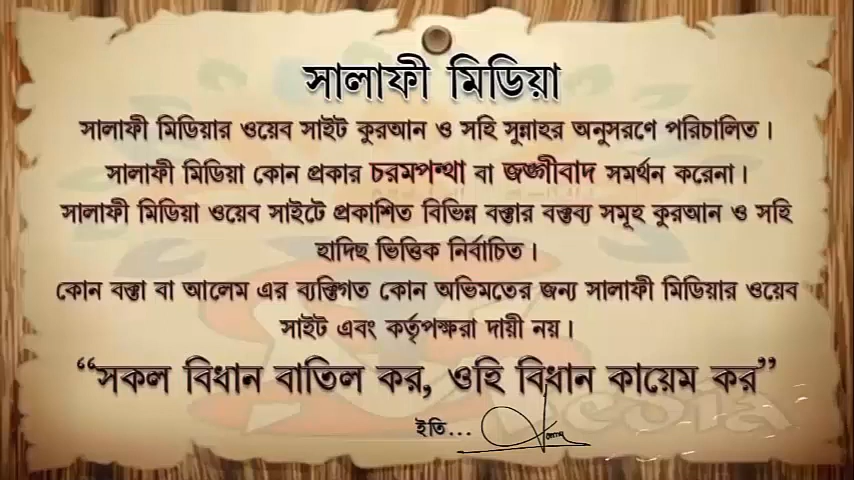 সালাফী মিডিয়া
সালাফী মিডিয়ার ওয়েব সাইট কুরআন ও সহি সুন্নাহর অনুসরণে পরিচালিত।
সালাফী মিডিয়া কোন প্রকার চরমপন্থা বা জঙ্গীবাদ সমর্থন করেনা।
সালাফী মিডিয়া ওয়েব সাইটে প্রকাশিত বিভিন্ন বক্তার বক্তব্য সমূহ কুরআন ও সহি
হাদিছ ভিত্তিক নির্বাচিত।
কোন বক্তা বা আলেম এর ব্যক্তিগত কোন অভিমতের জন্য সালাফী মিডিয়ার ওয়েব
সাইট এবং কর্তৃপক্ষরা দায়ী নয়।
“সকল বিধান বাতিল কর, ওহি বিধান কায়েম কর”
ইতি...